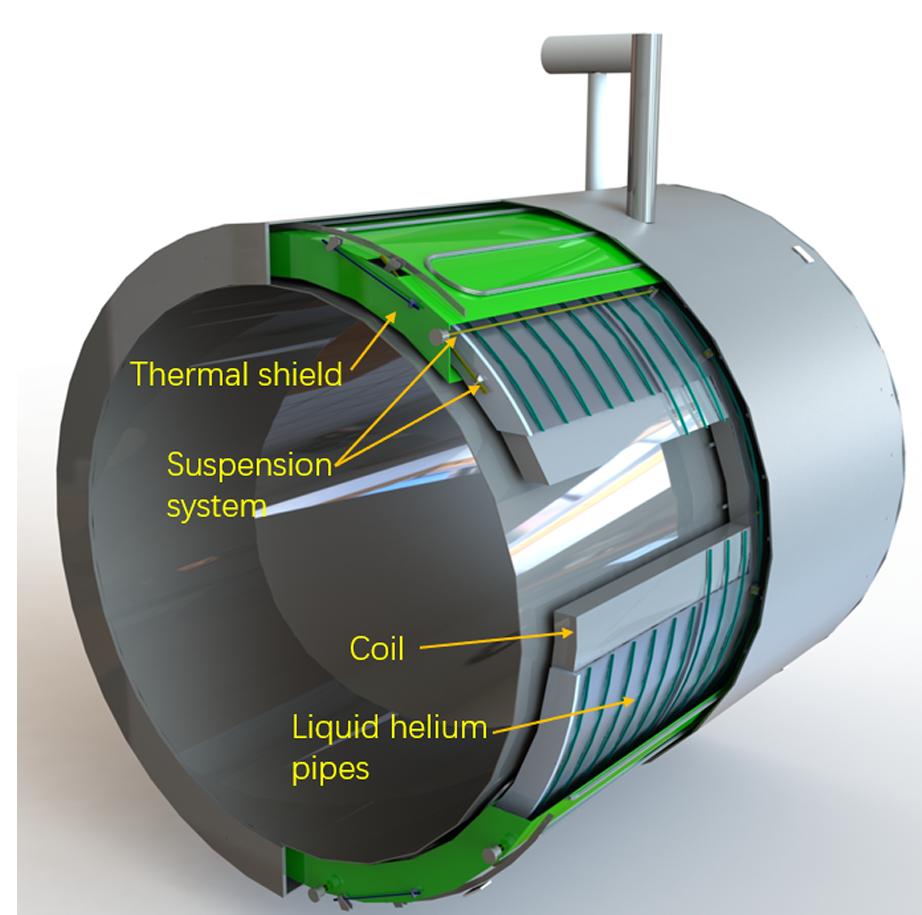 Thermal shield
Suspension
system
Coil
Liquid helium
pipes